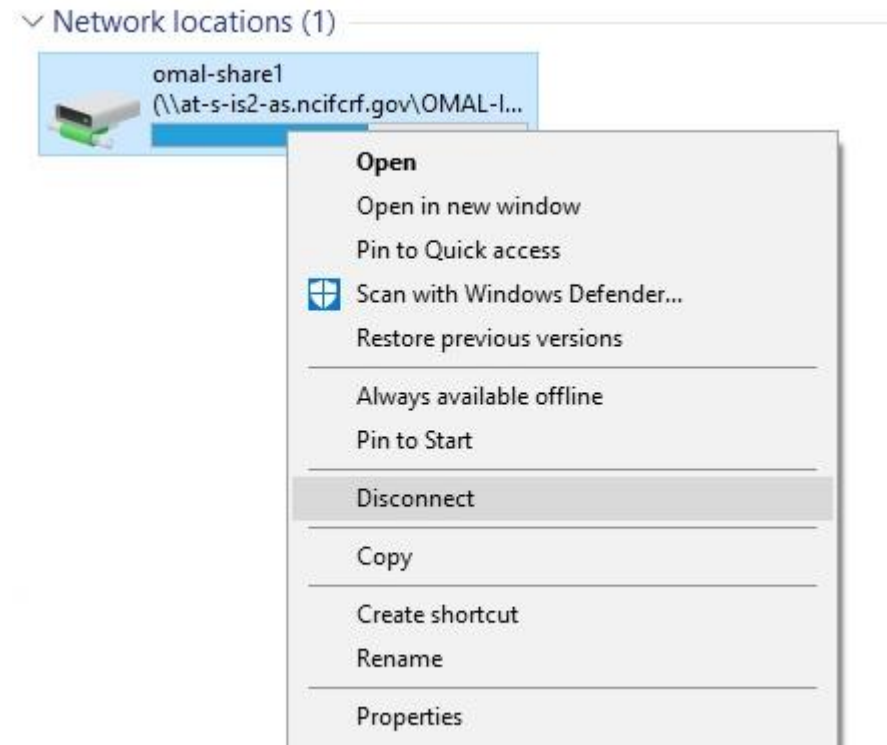 Network locations (1)
omal-share1
(\\at-s-is2-as.ncifcrf.gov\OMAL-I...
Open
Open in new window
Pin to Quick access
Scan with Windows Defender...
Restore previous versions
Always available offline
Pin to Start
Disconnect
Copy
Create shortcut
Rename
Properties